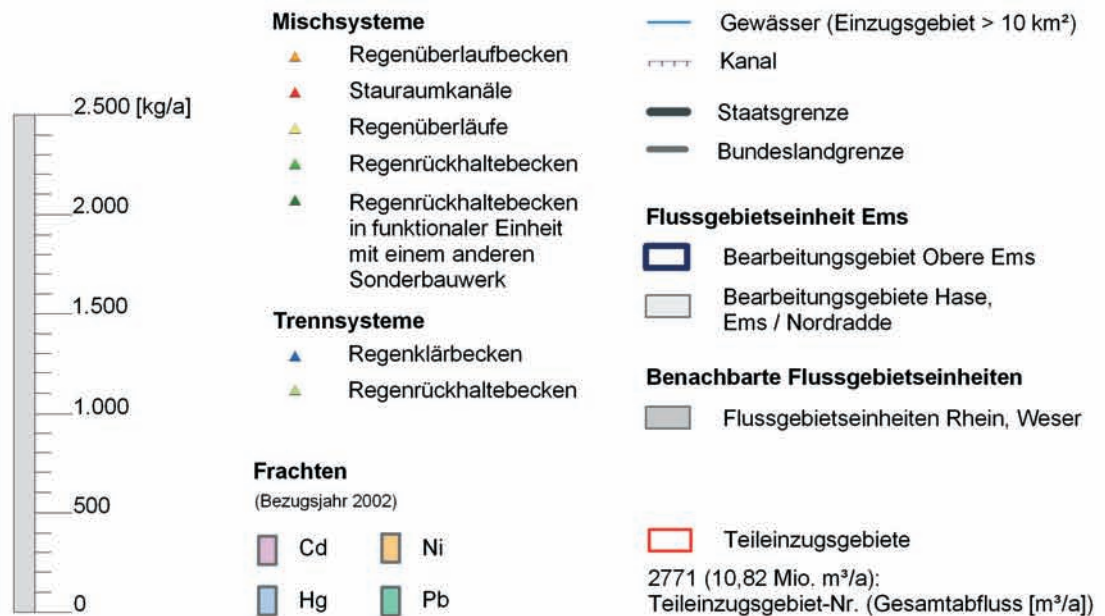 2.500 [kg/a]
2.000
1.500
1.000
500
0
Mischsysteme
Regenüberlaufbecken
Stauraumkanäle
Regenüberläufe
Regenrückhaltebecken
Regenrückhaltebecken
in funktionaler Einheit
mit einem anderen
Sonderbauwerk
Trennsysteme
Regenklärbecken
Regenrückhaltebecken
Frachten
(Bezugsjahr 2002)
Cd
Ni
Hg
Pb
Gewässer (Einzugsgebiet > 10 km²)
Kanal
Staatsgrenze
Bundeslandgrenze
Flussgebietseinheit Ems
Bearbeitungsgebiet Obere Ems
Bearbeitungsgebiete Hase,
Ems / Nordradde
Benachbarte Flussgebietseinheiten
Flussgebietseinheiten Rhein, Weser
Teileinzugsgebiete
2771 (10,82 Mio. m³/a):
Teileinzugsgebiet-Nr. (Gesamtabfluss [m³/a])